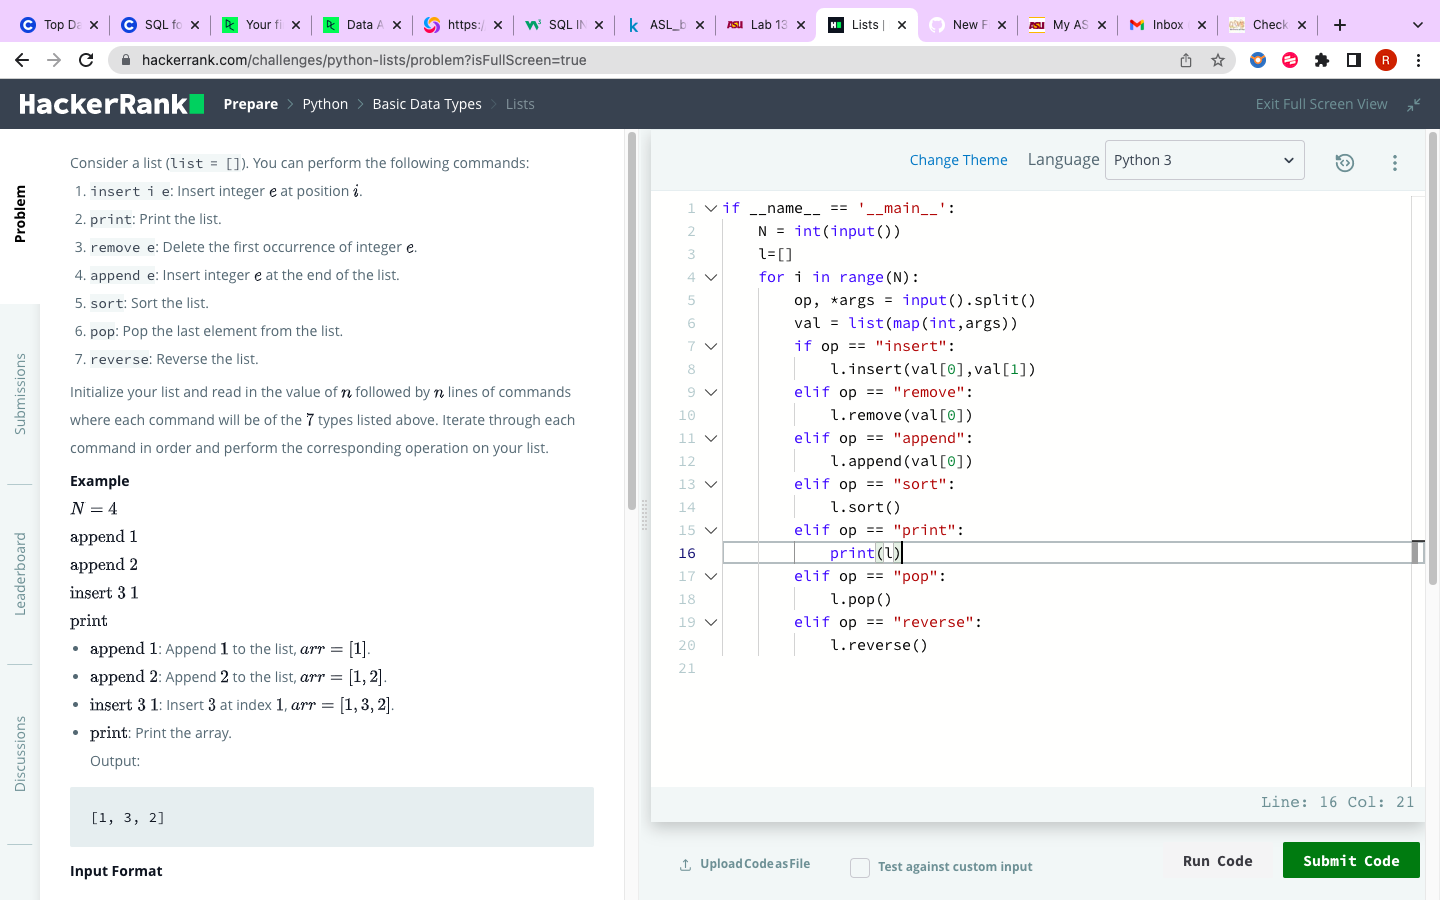 Top Da
SQL fo
Your fi
Data A
https:/
SQL IN
ASL_b
Lab 13
Lists |
New F
My AS
Inbox
Check
hackerrank.com/challenges/python-lists/problem?isFullScreen=true
R
HackerRank
Prepare > Python > Basic Data Types > Lists
Exit Full Screen View
Problem
Submissions
Leaderboard
Discussions
Consider a list (list = []). You can perform the following commands:
1. insert i e: Insert integer e at position i.
2. print: Print the list.
3. remove e: Delete the first occurrence of integer e.
4. append e: Insert integer e at the end of the list.
5. sort: Sort the list.
6. pop: Pop the last element from the list.
7. reverse: Reverse the list.
Initialize your list and read in the value of n followed by n lines of commands
where each command will be of the 7 types listed above. Iterate through each
command in order and perform the corresponding operation on your list.
Example
N = 4
append 1
append 2
insert 3 1
print
• append 1: Append 1 to the list, arr = [1].
• append 2: Append 2 to the list, arr = [1, 2].
• insert 3 1: Insert 3 at index 1, arr = [1, 3, 2].
• print: Print the array.
Output:
[1, 3, 2]
Input Format
Change Theme
Language
Python 3
1 if __name__ == '__main__':
2     N = int(input())
3     l=[]
4     for i in range(N):
5         op, *args = input().split()
6         val = list(map(int,args))
7         if op == "insert":
8             l.insert(val[0],val[1])
9         elif op == "remove":
10             l.remove(val[0])
11         elif op == "append":
12             l.append(val[0])
13         elif op == "sort":
14             l.sort()
15         elif op == "print":
16             print(l)
17         elif op == "pop":
18             l.pop()
19         elif op == "reverse":
20             l.reverse()
21
Line: 16 Col: 21
Upload Code as File
Test against custom input
Run Code
Submit Code